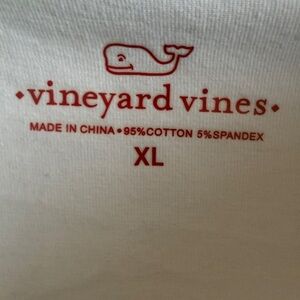 •vineyard vines•
MADE IN CHINA•95%COTTON 5%SPANDEX
XL